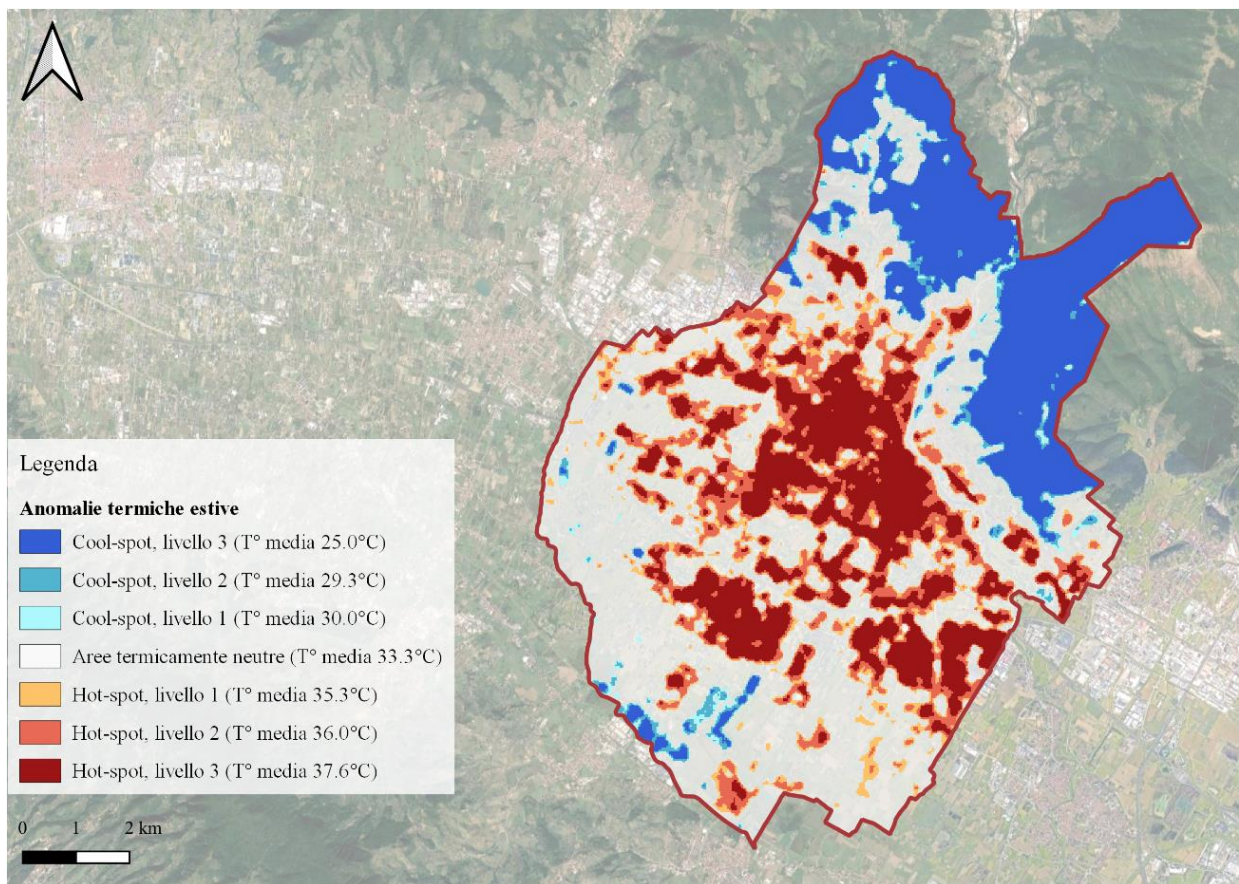 Legenda
Anomalie termiche estive
Cool-spot, livello 3 (T° media 25.0°C)
Cool-spot, livello 2 (T° media 29.3°C)
Cool-spot, livello 1 (T° media 30.0°C)
Aree termicamente neutre (T° media 33.3°C)
Hot-spot, livello 1 (T° media 35.3°C)
Hot-spot, livello 2 (T° media 36.0°C)
Hot-spot, livello 3 (T° media 37.6°C)
0 1 2 km